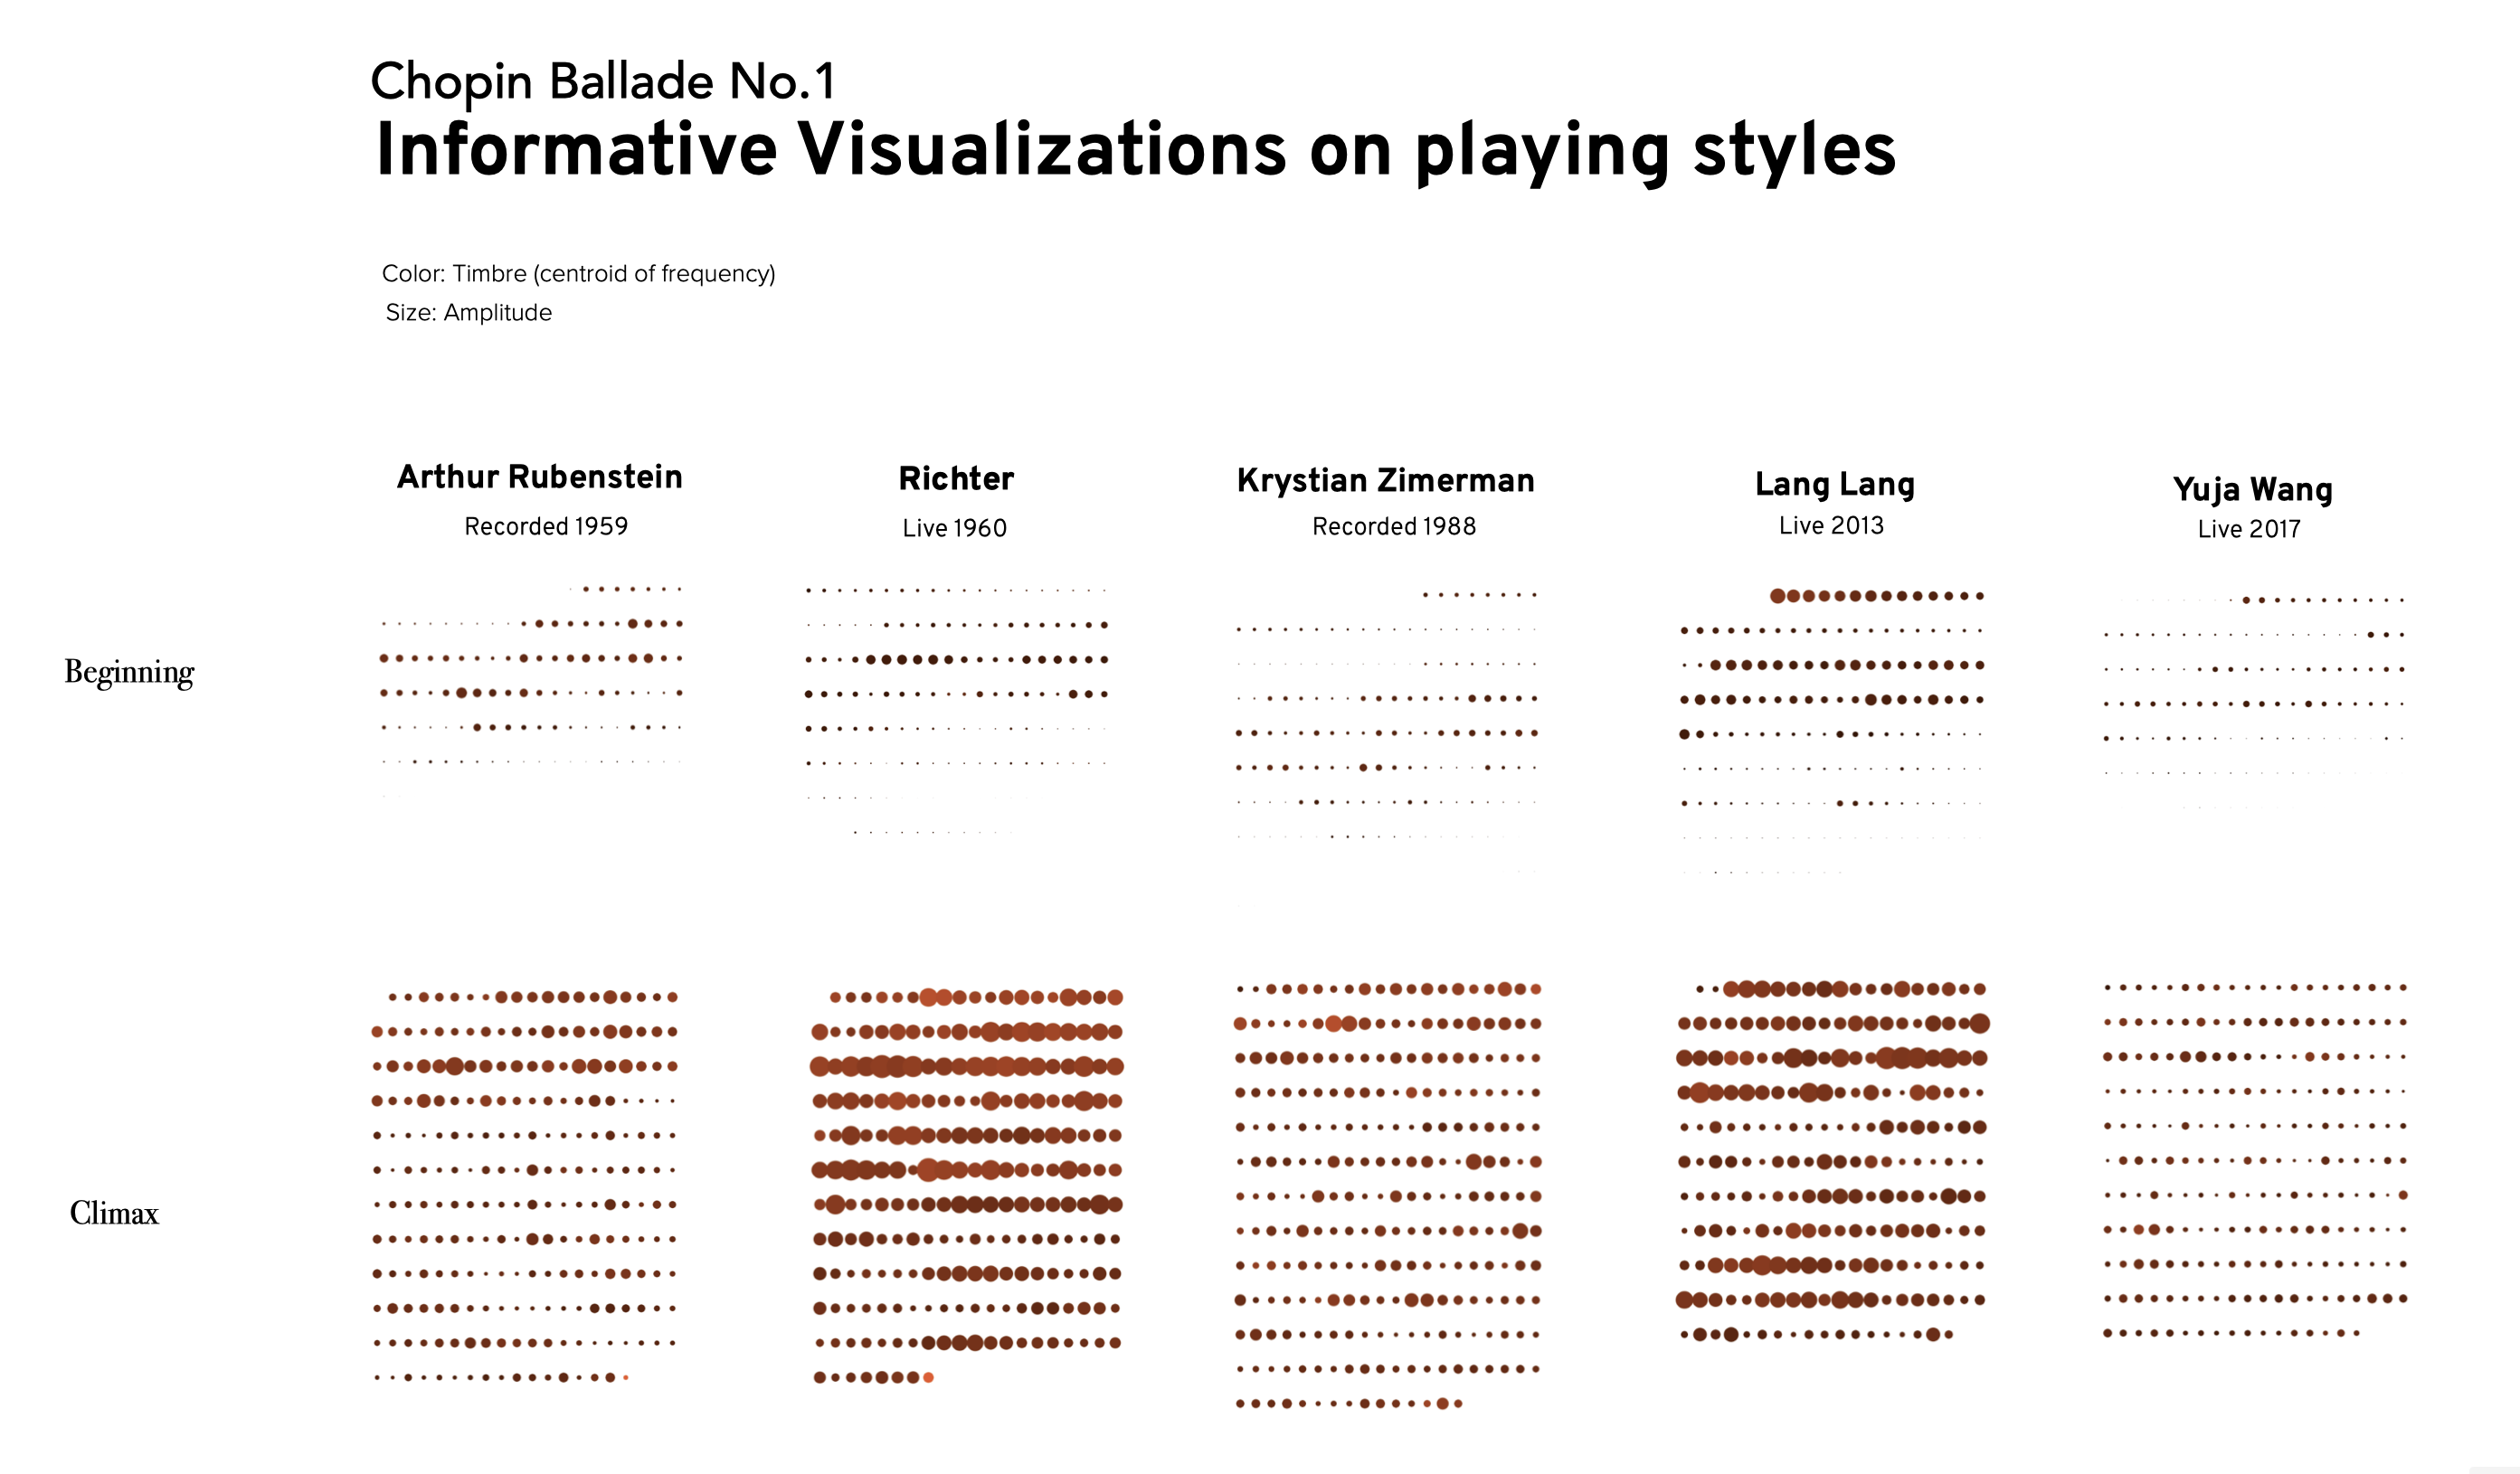 Chopin Ballade No.1
Informative Visualizations on playing styles
Color: Timbre (centroid of frequency)
Size: Amplitude
Arthur Rubenstein
Recorded 1959
Richter
Live 1960
Krystian Zimerman
Recorded 1988
Lang Lang
Live 2013
Yuja Wang
Live 2017
Beginning
Climax